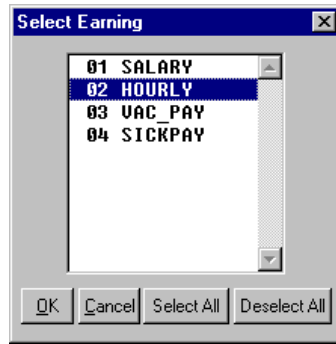 Select Earning
01 SALARY
02 HOURLY
03 VAC_PAY
04 SICKPAY
OK Cancel Select All Deselect All